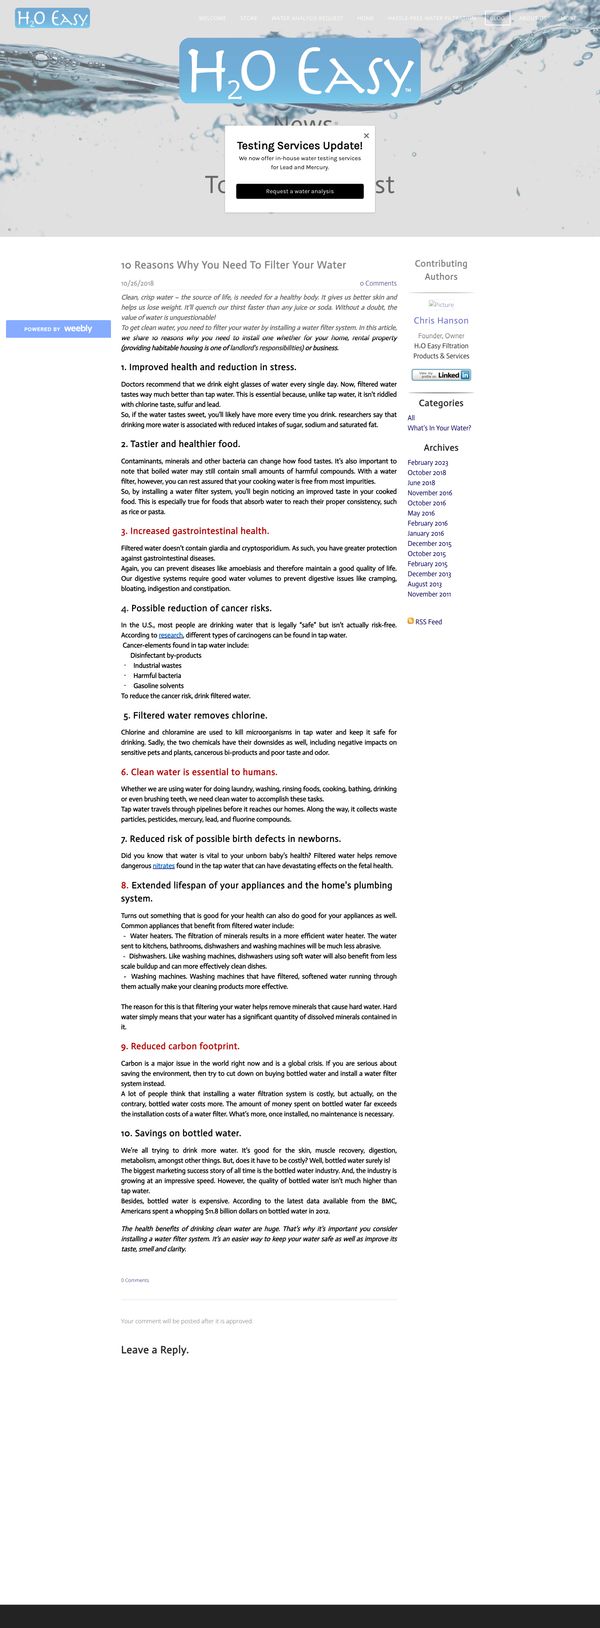 H2O Easy
WELCOME
STORE
WATER ANALYSIS REQUEST
HOME
HASSLE-FREE WATER FILTRATION
BLOG
ABOUT US
MORE...
H2O Easy™
News
Testing Services Update!
We now offer in-house water testing services
for Lead and Mercury.
Request a water analysis
10 Reasons Why You Need To Filter Your Water
10/26/2018
0 Comments
Clean, crisp water – the source of life, is needed for a healthy body. It gives us better skin and
helps us lose weight. It'll quench our thirst faster than any juice or soda. Without a doubt, the
value of water is unquestionable!
To get clean water, you need to filter your water by installing a water filter system. In this article,
we share 10 reasons why you need to install one whether for your home, rental property
(providing habitable housing is one of landlord's responsibilities) or business.
1. Improved health and reduction in stress.
Doctors recommend that we drink eight glasses of water every single day. Now, filtered water
tastes way much better than tap water. This is essential because, unlike tap water, it isn't riddled
with chlorine taste, sulfur and lead.
So, if the water tastes sweet, you'll likely have more every time you drink. researchers say that
drinking more water is associated with reduced intakes of sugar, sodium and saturated fat.
2. Tastier and healthier food.
Contaminants, minerals and other bacteria can change how food tastes. It's also important to
note that boiled water may still contain small amounts of harmful compounds. With a water
filter, however, you can rest assured that your cooking water is free from most impurities.
So, by installing a water filter system, you'll begin noticing an improved taste in your cooked
food. This is especially true for foods that absorb water to reach their proper consistency, such
as rice or pasta.
3. Increased gastrointestinal health.
Filtered water doesn't contain giardia and cryptosporidium. As such, you have greater protection
against gastrointestinal diseases.
Again, you can prevent diseases like amoebiasis and therefore maintain a good quality of life.
Our digestive systems require good water volumes to prevent digestive issues like cramping,
bloating, indigestion and constipation.
4. Possible reduction of cancer risks.
In the U.S., most people are drinking water that is legally "safe" but isn't actually risk-free.
According to research, different types of carcinogens can be found in tap water.
Cancer-elements found in tap water include:
Disinfectant by-products
· Industrial wastes
· Harmful bacteria
· Gasoline solvents
To reduce the cancer risk, drink filtered water.
5. Filtered water removes chlorine.
Chlorine and chloramine are used to kill microorganisms in tap water and keep it safe for
drinking. Sadly, the two chemicals have their downsides as well, including negative impacts on
sensitive pets and plants, cancerous bi-products and poor taste and odor.
6. Clean water is essential to humans.
Whether we are using water for doing laundry, washing, rinsing foods, cooking, bathing, drinking
or even brushing teeth, we need clean water to accomplish these tasks.
Tap water travels through pipelines before it reaches our homes. Along the way, it collects waste
particles, pesticides, mercury, lead, and fluorine compounds.
7. Reduced risk of possible birth defects in newborns.
Did you know that water is vital to your unborn baby's health? Filtered water helps remove
dangerous nitrates found in the tap water that can have devastating effects on the fetal health.
8. Extended lifespan of your appliances and the home's plumbing
system.
Turns out something that is good for your health can also do good for your appliances as well.
Common appliances that benefit from filtered water include:
- Water heaters. The filtration of minerals results in a more efficient water heater. The water
sent to kitchens, bathrooms, dishwashers and washing machines will be much less abrasive.
- Dishwashers. Like washing machines, dishwashers using soft water will also benefit from less
scale buildup and can more effectively clean dishes.
- Washing machines. Washing machines that have filtered, softened water running through
them actually make your cleaning products more effective.
The reason for this is that filtering your water helps remove minerals that cause hard water. Hard
water simply means that your water has a significant quantity of dissolved minerals contained in
it.
9. Reduced carbon footprint.
Carbon is a major issue in the world right now and is a global crisis. If you are serious about
saving the environment, then try to cut down on buying bottled water and install a water filter
system instead.
A lot of people think that installing a water filtration system is costly, but actually, on the
contrary, bottled water costs more. The amount of money spent on bottled water far exceeds
the installation costs of a water filter. What's more, once installed, no maintenance is necessary.
10. Savings on bottled water.
We're all trying to drink more water. It's good for the skin, muscle recovery, digestion,
metabolism, amongst other things. But, does it have to be costly? Well, bottled water surely is!
The biggest marketing success story of all time is the bottled water industry. And, the industry is
growing at an impressive speed. However, the quality of bottled water isn't much higher than
tap water.
Besides, bottled water is expensive. According to the latest data available from the BMC,
Americans spent a whopping $11.8 billion dollars on bottled water in 2012.
The health benefits of drinking clean water are huge. That's why it's important you consider
installing a water filter system. It's an easier way to keep your water safe as well as improve its
taste, smell and clarity.
0 Comments
Your comment will be posted after it is approved.
Leave a Reply.
Contributing
Authors
Picture
Chris Hanson
Founder, Owner
H.O Easy Filtration
Products & Services
View my profile on LinkedIn
Categories
All
What's In Your Water?
Archives
February 2023
October 2018
June 2018
November 2016
October 2016
May 2016
February 2016
January 2016
December 2015
October 2015
February 2015
December 2013
August 2013
November 2011
RSS Feed
POWERED BY weebly